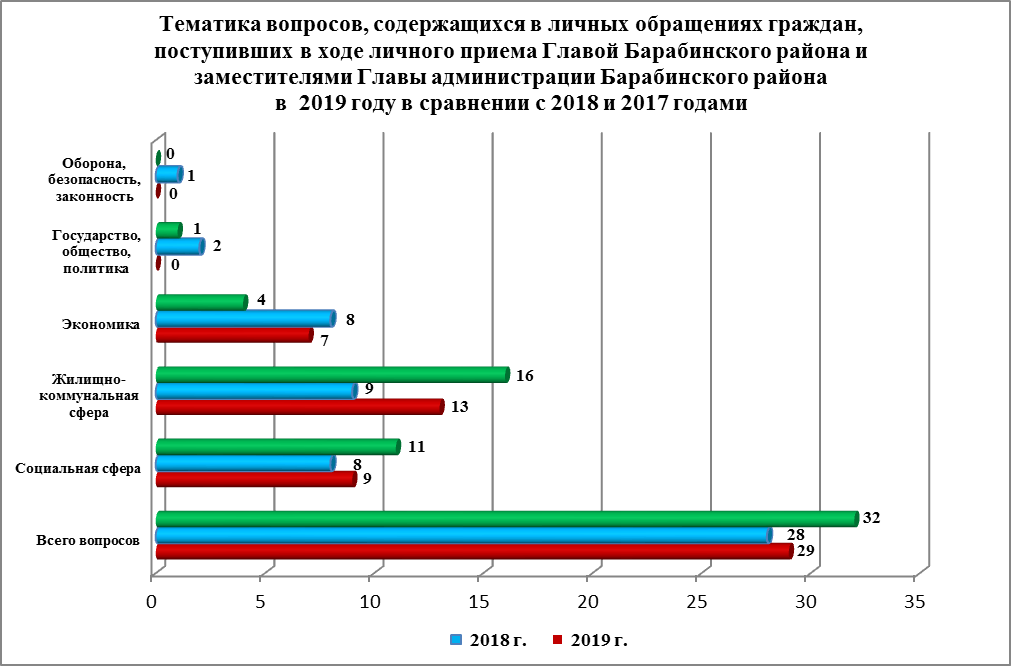 Тематика вопросов, содержащихся в личных обращениях граждан,
поступивших в ходе личного приема Главой Барабинского района и
заместителями Главы администрации Барабинского района
в 2019 году в сравнении с 2018 и 2017 годами
Оборона,
безопасность,
законность
0
1
0
Государство,
общество,
политика
1
2
0
Экономика
4
8
7
Жилищно-
коммунальная
сфера
16
9
13
Социальная сфера
11
8
9
Всего вопросов
32
28
29
0 5 10 15 20 25 30 35
2018 г. 2019 г.